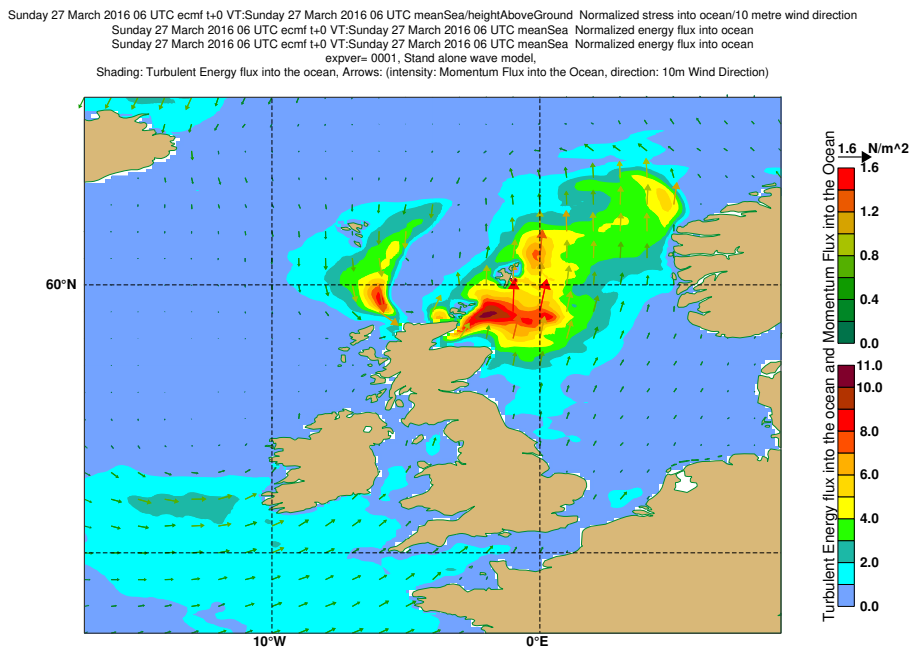 Sunday 27 March 2016 06 UTC ecmf t+0 VT:Sunday 27 March 2016 06 UTC meanSea/heightAboveGround Normalized stress into ocean/10 metre wind direction
Sunday 27 March 2016 06 UTC ecmf t+0 VT:Sunday 27 March 2016 06 UTC meanSea Normalized energy flux into ocean
Sunday 27 March 2016 06 UTC ecmf t+0 VT:Sunday 27 March 2016 06 UTC meanSea Normalized energy flux into ocean
expver= 0001, Stand alone wave model,
Shading: Turbulent Energy flux into the ocean, Arrows: (intensity: Momentum Flux into the Ocean, direction: 10m Wind Direction)
60°N
10°W
0°E
Turbulent Energy flux into the ocean and Momentum Flux into the Ocean
1.6 N/m^2
1.6
1.2
0.8
0.4
0.0
11.0
10.0
8.0
6.0
4.0
2.0
0.0